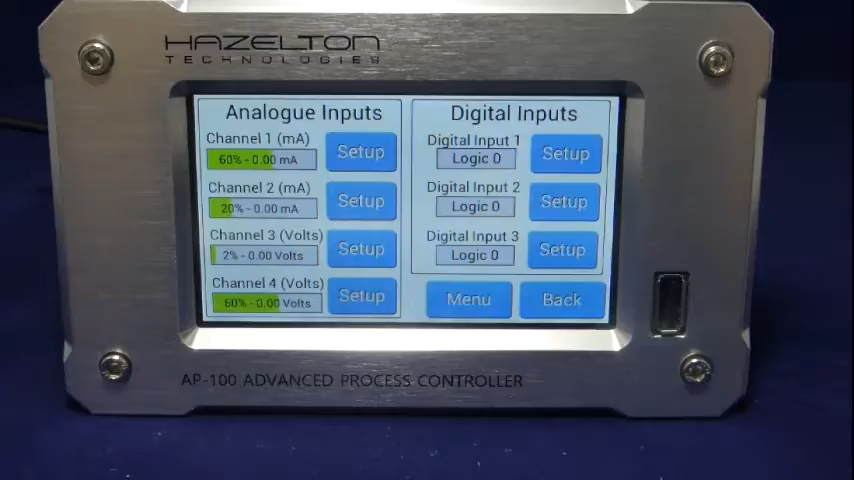 HAZELTON
TECHNOLOGIES
Analogue Inputs
Channel 1 (mA)
60% - 0.00 mA
Setup
Channel 2 (mA)
20% - 0.00 mA
Setup
Channel 3 (Volts)
2% - 0.00 Volts
Setup
Channel 4 (Volts)
60% - 0.00 Volts
Setup
Digital Inputs
Digital Input 1
Logic 0
Setup
Digital Input 2
Logic 0
Setup
Digital Input 3
Logic 0
Setup
Menu
Back
AP-100 ADVANCED PROCESS CONTROLLER